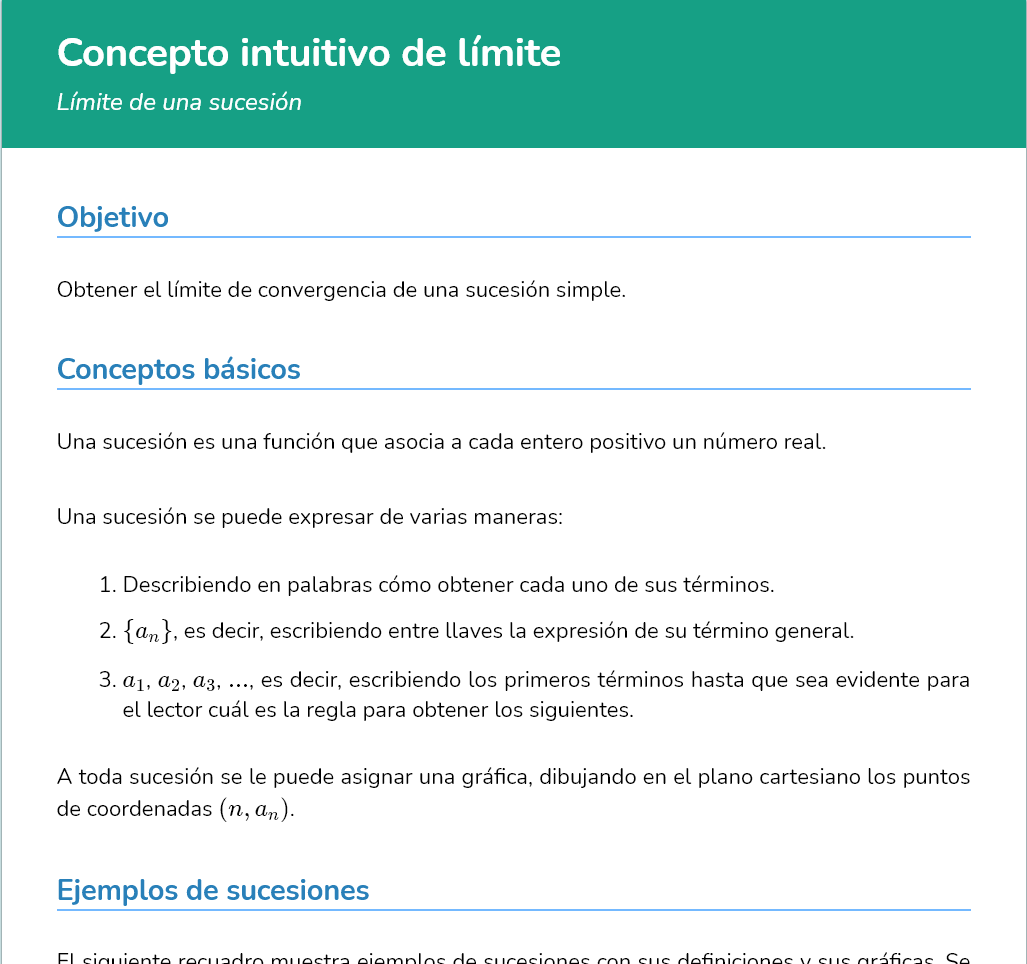 Concepto intuitivo de límite
Límite de una sucesión
Objetivo
Obtener el límite de convergencia de una sucesión simple.
Conceptos básicos
Una sucesión es una función que asocia a cada entero positivo un número real.
Una sucesión se puede expresar de varias maneras:
1. Describiendo en palabras cómo obtener cada uno de sus términos.
2. {aₙ}, es decir, escribiendo entre llaves la expresión de su término general.
3. a₁, a₂, a₃, ..., es decir, escribiendo los primeros términos hasta que sea evidente para
el lector cuál es la regla para obtener los siguientes.
A toda sucesión se le puede asignar una gráfica, dibujando en el plano cartesiano los puntos
de coordenadas (n, aₙ).
Ejemplos de sucesiones
El siguiente recuadro muestra ejemplos de sucesiones con sus definiciones y sus gráficas. Se